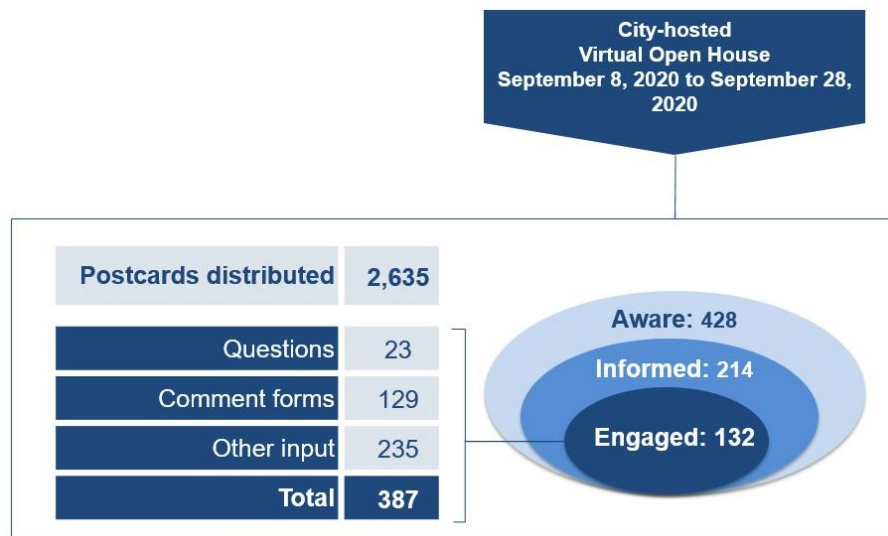 City-hosted
Virtual Open House
September 8, 2020 to September 28,
2020
Postcards distributed 2,635
Questions 23
Comment forms 129
Other input 235
Total 387
Aware: 428
Informed: 214
Engaged: 132